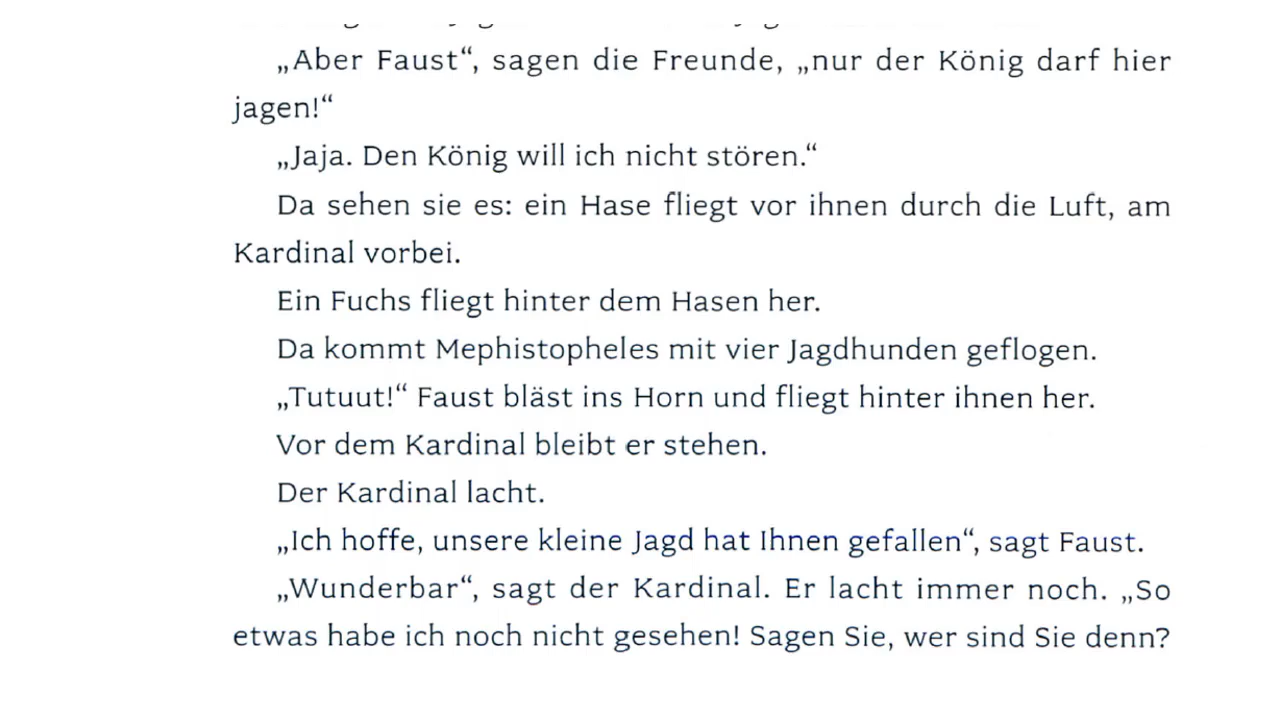 „Aber Faust“, sagen die Freunde, „nur der König darf hier
jagen!“
„Jaja. Den König will ich nicht stören.“
Da sehen sie es: ein Hase fliegt vor ihnen durch die Luft, am
Kardinal vorbei.
Ein Fuchs fliegt hinter dem Hasen her.
Da kommt Mephistopheles mit vier Jagdhunden geflogen.
„Tutuut!“ Faust bläst ins Horn und fliegt hinter ihnen her.
Vor dem Kardinal bleibt er stehen.
Der Kardinal lacht.
„Ich hoffe, unsere kleine Jagd hat Ihnen gefallen“, sagt Faust.
„Wunderbar“, sagt der Kardinal. Er lacht immer noch. „So
etwas habe ich noch nicht gesehen! Sagen Sie, wer sind Sie denn?